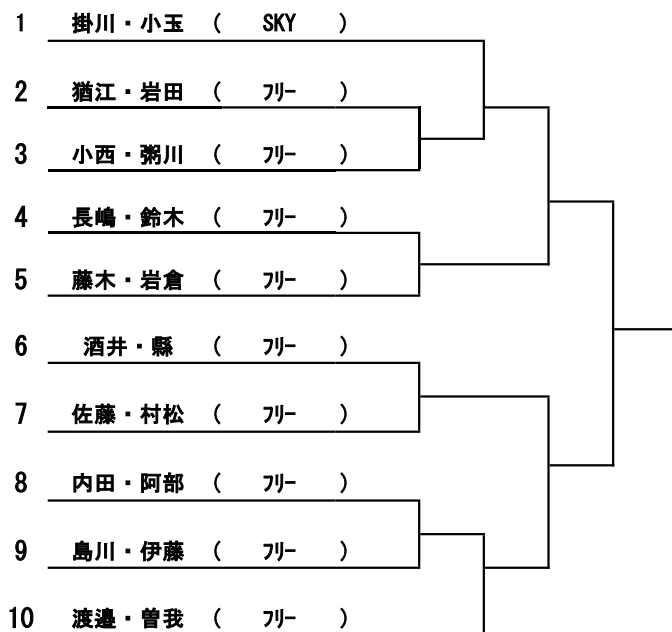 1 掛川・小玉 ( SKY )
2 猶江・岩田 ( ﾌﾘｰ )
3 小西・粥川 ( ﾌﾘｰ )
4 長嶋・鈴木 ( ﾌﾘｰ )
5 藤木・岩倉 ( ﾌﾘｰ )
6 酒井・縣 ( ﾌﾘｰ )
7 佐藤・村松 ( ﾌﾘｰ )
8 内田・阿部 ( ﾌﾘｰ )
9 島川・伊藤 ( ﾌﾘｰ )
10 渡邉・曽我 ( ﾌﾘｰ )